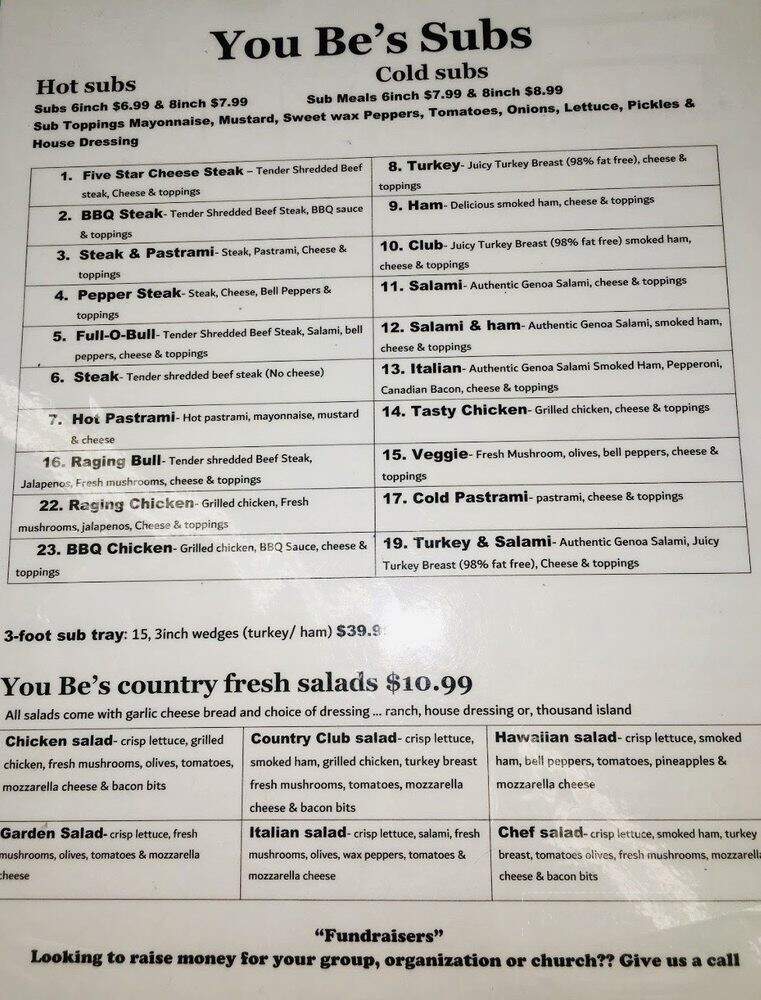 You Be's Subs
Hot subs
Cold subs
Subs 6inch $6.99 & 8inch $7.99
Sub Meals 6inch $7.99 & 8inch $8.99
Sub Toppings Mayonnaise, Mustard, Sweet wax Peppers, Tomatoes, Onions, Lettuce, Pickles &
House Dressing
1. Five Star Cheese Steak – Tender Shredded Beef
steak, Cheese & toppings
2. BBQ Steak- Tender Shredded Beef Steak, BBQ sauce
& toppings
3. Steak & Pastrami- Steak, Pastrami, Cheese &
toppings
4. Pepper Steak- Steak, Cheese, Bell Peppers &
toppings
5. Full-O-Bull- Tender Shredded Beef Steak, Salami, bell
peppers, cheese & toppings
6. Steak- Tender shredded beef steak (No cheese)
7. Hot Pastrami- Hot pastrami, mayonnaise, mustard
& cheese
16. Raging Bull- Tender shredded Beef Steak,
Jalapenos, Fresh mushrooms, cheese & toppings
22. Raging Chicken- Grilled chicken, Fresh
mushrooms, jalapenos, Cheese & toppings
23. BBQ Chicken- Grilled chicken, BBQ Sauce, cheese &
toppings
8. Turkey- Juicy Turkey Breast (98% fat free), cheese &
toppings
9. Ham- Delicious smoked ham, cheese & toppings
10. Club- Juicy Turkey Breast (98% fat free) smoked ham,
cheese & toppings
11. Salami- Authentic Genoa Salami, cheese & toppings
12. Salami & ham- Authentic Genoa Salami, smoked ham,
cheese & toppings
13. Italian- Authentic Genoa Salami Smoked Ham, Pepperoni,
Canadian Bacon, cheese & toppings
14. Tasty Chicken- Grilled chicken, cheese & toppings
15. Veggie- Fresh Mushroom, olives, bell peppers, cheese &
toppings
17. Cold Pastrami- pastrami, cheese & toppings
19. Turkey & Salami- Authentic Genoa Salami, Juicy
Turkey Breast (98% fat free), Cheese & toppings
3-foot sub tray: 15, 3inch wedges (turkey/ ham)
You Be's country fresh salads $10.99
All salads come with garlic cheese bread and choice of dressing ... ranch, house dressing or, thousand island
Chicken salad- crisp lettuce, grilled
chicken, fresh mushrooms, olives, tomatoes,
mozzarella cheese & bacon bits
Country Club salad- crisp lettuce,
smoked ham, grilled chicken, turkey breast
fresh mushrooms, tomatoes, mozzarella
cheese & bacon bits
Hawaiian salad- crisp lettuce, smoked
ham, bell peppers, tomatoes, pineapples &
mozzarella cheese
Garden Salad- crisp lettuce, fresh
mushrooms, olives, tomatoes & mozzarella
cheese
Italian salad- crisp lettuce, salami, fresh
mushrooms, olives, wax peppers, tomatoes &
mozzarella cheese
Chef salad- crisp lettuce, smoked ham, turkey
breast, tomatoes olives, fresh mushrooms, mozzarella
cheese & bacon bits
"Fundraisers"
Looking to raise money for your group, organization or church?? Give us a call